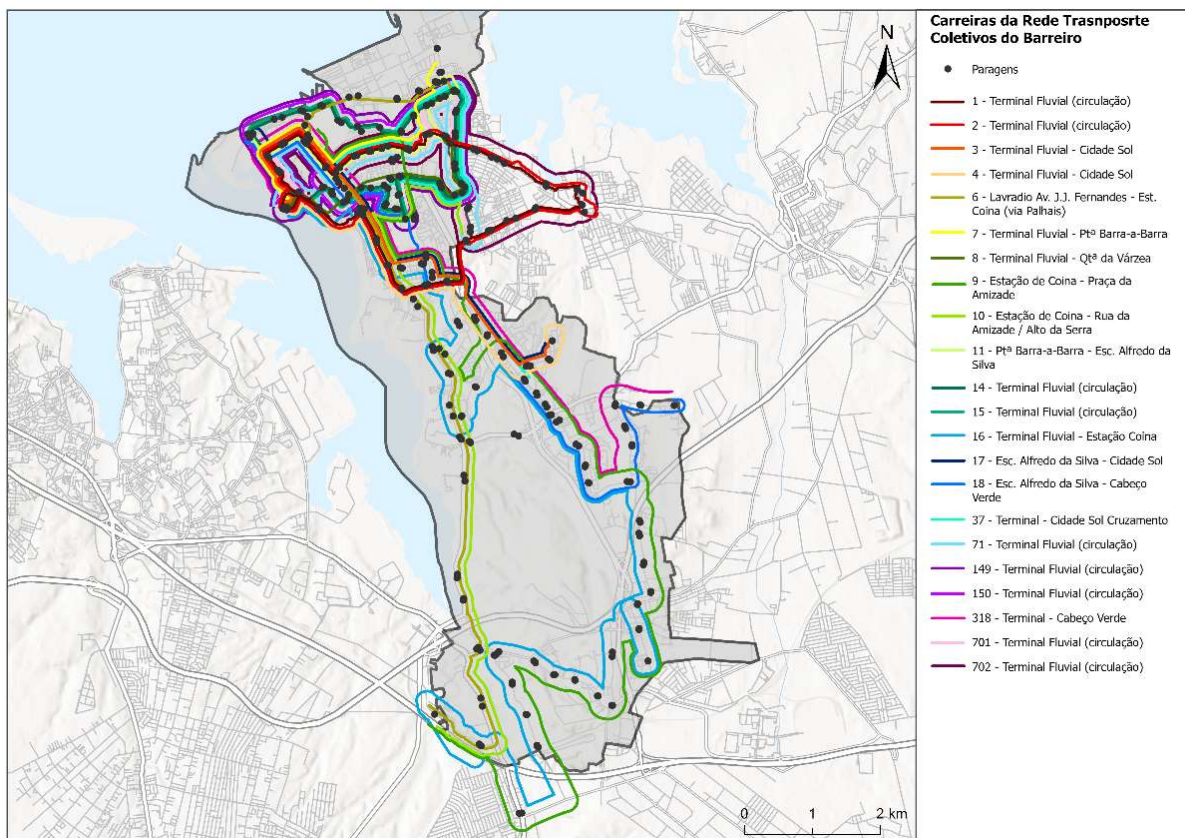 Carreiras da Rede Trasnposrte
Coletivos do Barreiro
N
Paragens
1 - Terminal Fluvial (circulação)
2 - Terminal Fluvial (circulação)
3 - Terminal Fluvial - Cidade Sol
4 - Terminal Fluvial - Cidade Sol
6 - Lavradio Av. J.J. Fernandes - Est.
Coina (via Palhais)
7 - Terminal Fluvial - Ptª Barra-a-Barra
8 - Terminal Fluvial - Qtª da Várzea
9 - Estação de Coina - Praça da
Amizade
10 - Estação de Coina - Rua da
Amizade / Alto da Serra
11 - Ptª Barra-a-Barra - Esc. Alfredo da
Silva
14 - Terminal Fluvial (circulação)
15 - Terminal Fluvial (circulação)
16 - Terminal Fluvial - Estação Coina
17 - Esc. Alfredo da Silva - Cidade Sol
18 - Esc. Alfredo da Silva - Cabeço
Verde
37 - Terminal - Cidade Sol Cruzamento
71 - Terminal Fluvial (circulação)
149 - Terminal Fluvial (circulação)
150 - Terminal Fluvial (circulação)
318 - Terminal - Cabeço Verde
701 - Terminal Fluvial (circulação)
702 - Terminal Fluvial (circulação)
0 1 2 km